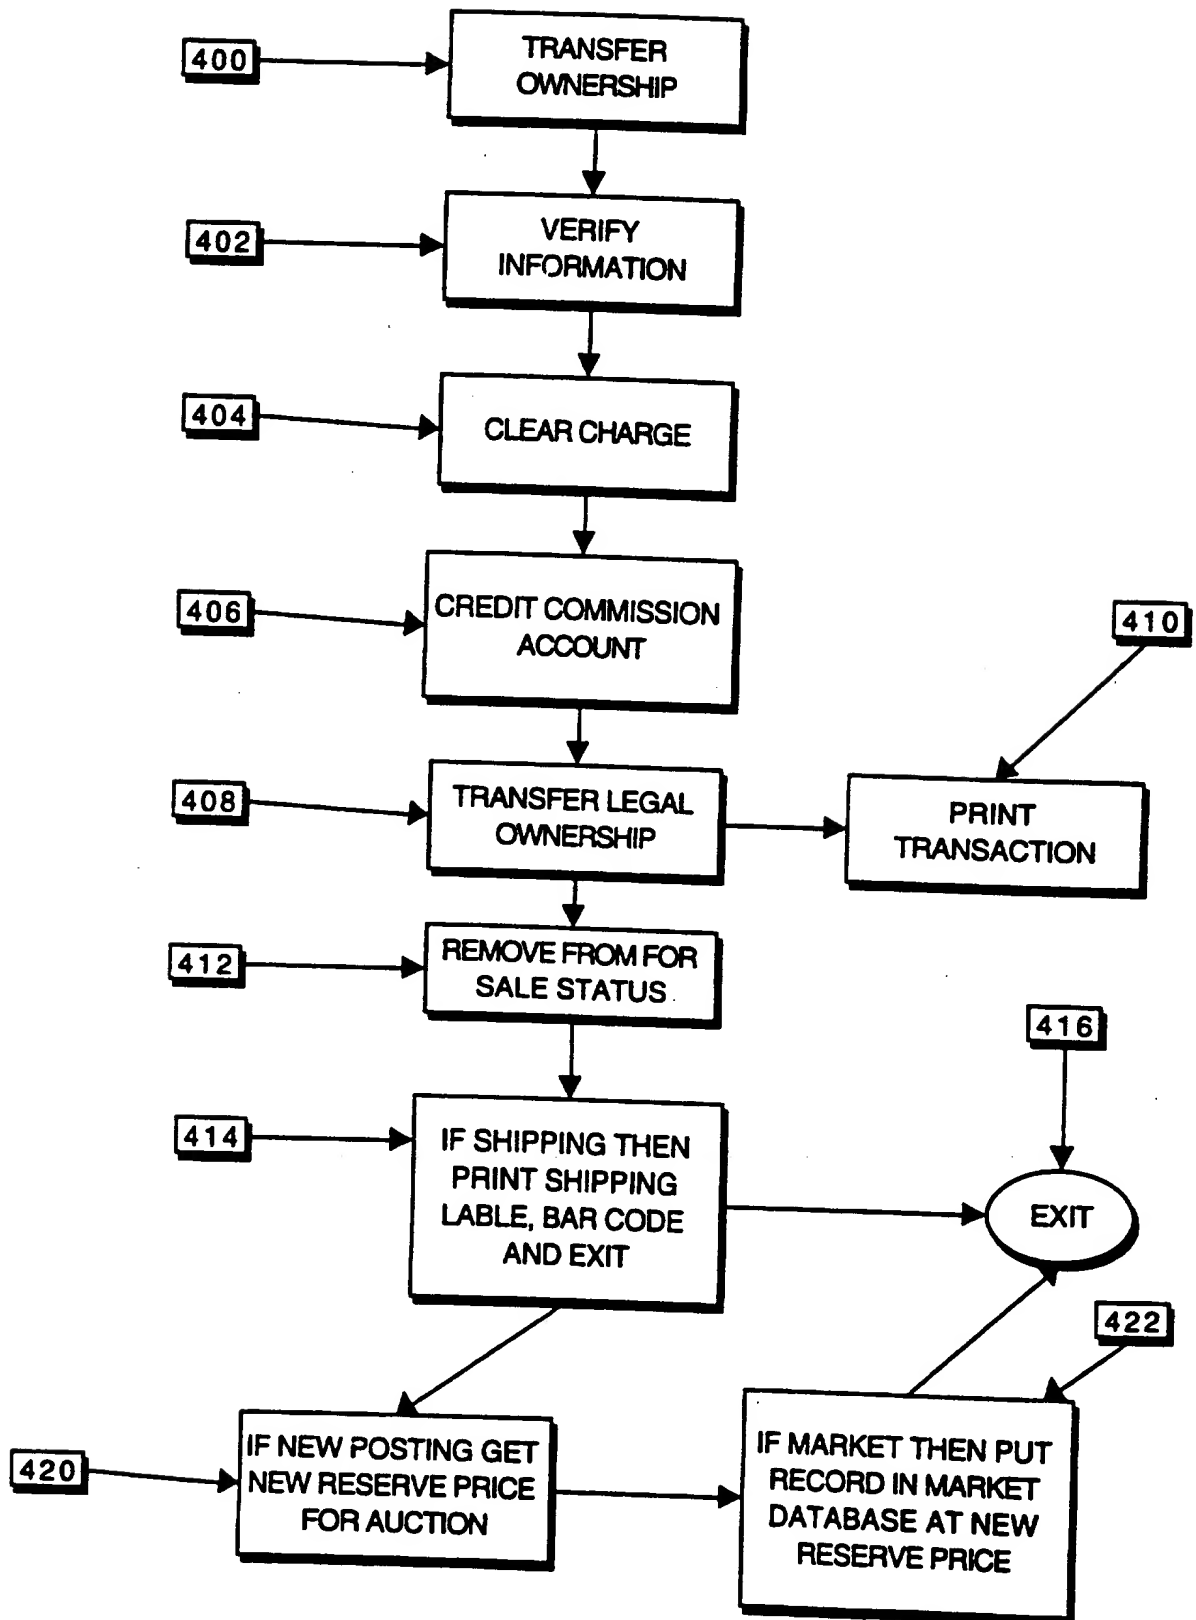 400
TRANSFER
OWNERSHIP
402
VERIFY
INFORMATION
404
CLEAR CHARGE
406
CREDIT COMMISSION
ACCOUNT
410
408
TRANSFER LEGAL
OWNERSHIP
PRINT
TRANSACTION
412
REMOVE FROM FOR
SALE STATUS
416
414
IF SHIPPING THEN
PRINT SHIPPING
LABLE, BAR CODE
AND EXIT
EXIT
422
420
IF NEW POSTING GET
NEW RESERVE PRICE
FOR AUCTION
IF MARKET THEN PUT
RECORD IN MARKET
DATABASE AT NEW
RESERVE PRICE